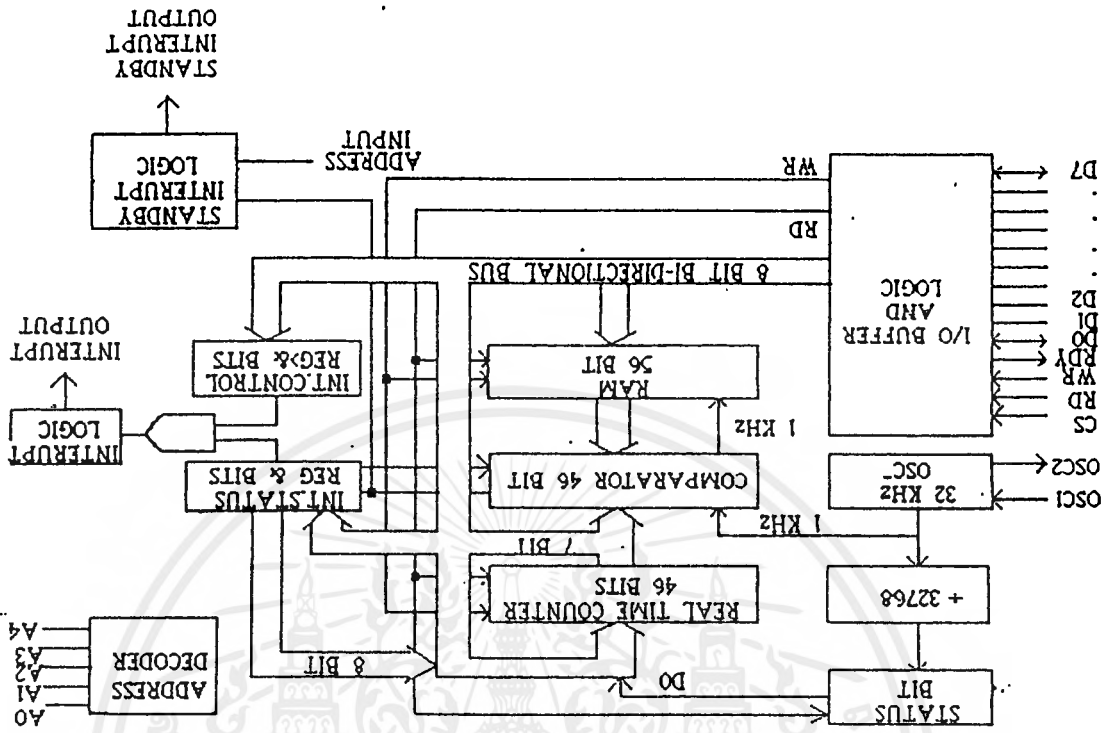 STATUS
BIT
D0
8 BIT
ADDRESS
DECODER
A0
A1
A2
A3
A4
+ 32768
REAL TIME COUNTER
46 BITS
7 BIT
1 KHz
OSC1
OSC2
32 KHz
OSC
COMPARATOR 46 BIT
INT.STATUS
REG & BITS
INTERRUPT
LOGIC
INTERRUPT
OUTPUT
1 KHz
CS
RD
WR
RDY
D0
D1
D2
D7
I/O BUFFER
AND
LOGIC
RAM
56 BIT
INT.CONTROL
REG>& BITS
8 BIT BI-DIRECTIONAL BUS
RD
WR
ADDRESS
INPUT
STANDBY
INTERRUPT
LOGIC
STANDBY
INTERRUPT
OUTPUT